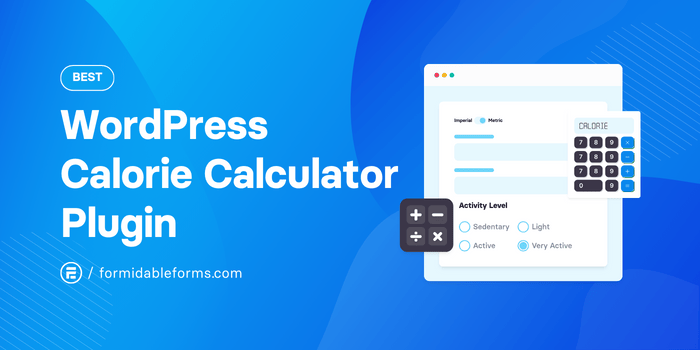 BEST
WordPress
Calorie Calculator
Plugin
/ formidableforms.com
Imperial Metric
CALORIE
7 8 9 ×
7 8 9 −
7 8 9 +
0 9 =
Activity Level
Sedentary Light
Active Very Active
+ −
÷ ×